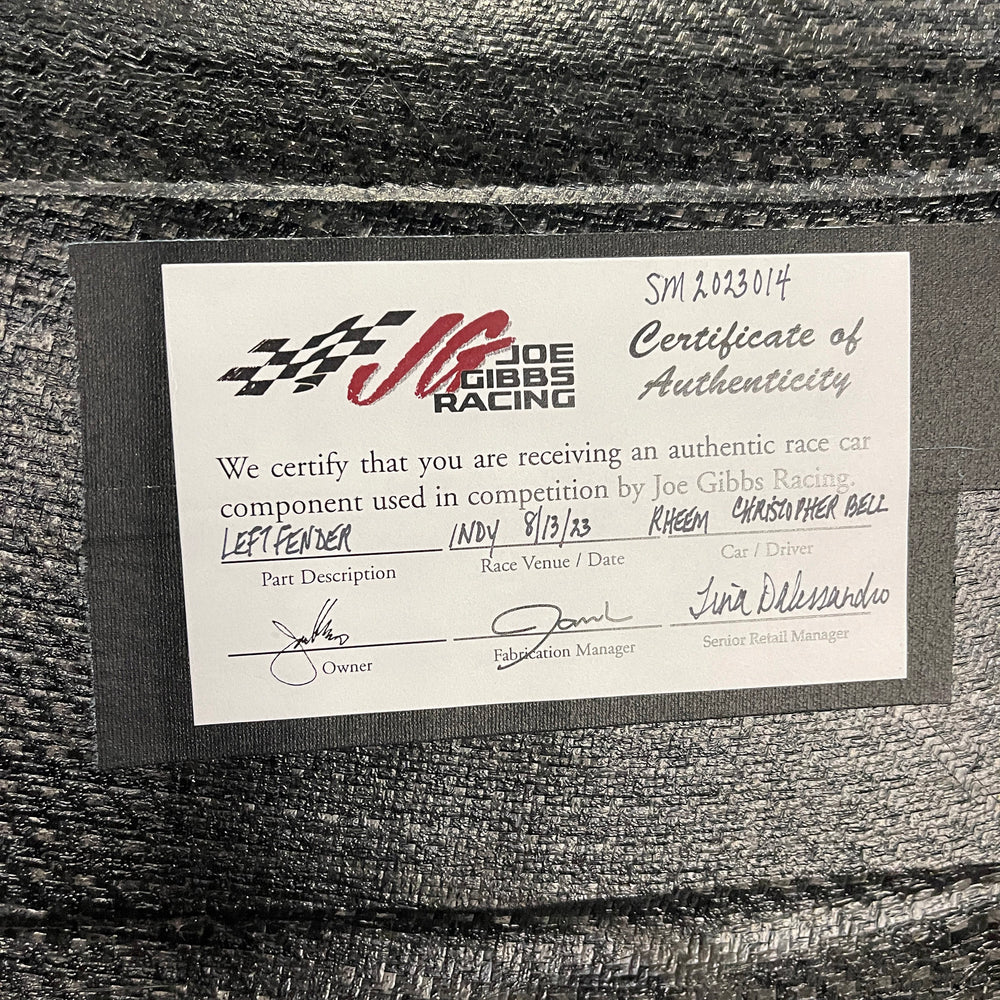 SM2023014
JG JOE
GIBBS
RACING
Certificate of
Authenticity
We certify that you are receiving an authentic race car
component used in competition by Joe Gibbs Racing.
LEFT FENDER INDY 8/13/23 RHEEM CHRISTOPHER BELL
Part Description Race Venue / Date Car / Driver
Tina Dalessandro
Owner Fabrication Manager Senior Retail Manager